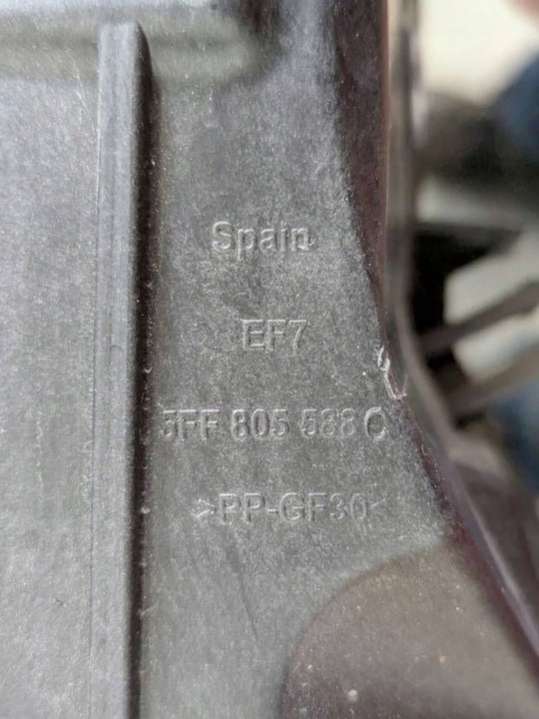 Spain
EF7
5FF 805 588 C
>PP-GF30<